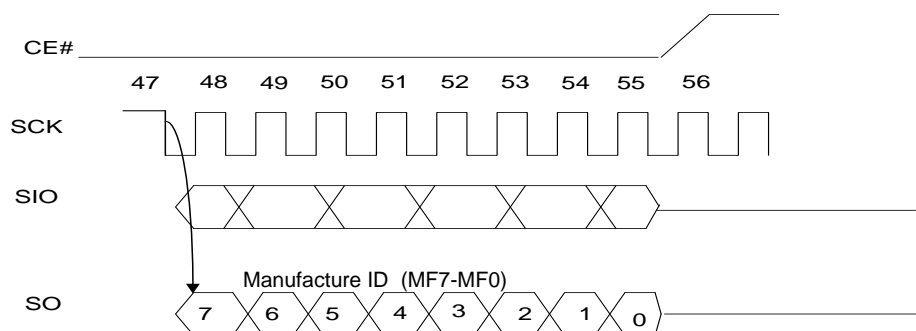 CE#
47 48 49 50 51 52 53 54 55 56
SCK
SIO
Manufacture ID (MF7-MF0)
SO
7 6 5 4 3 2 1 0